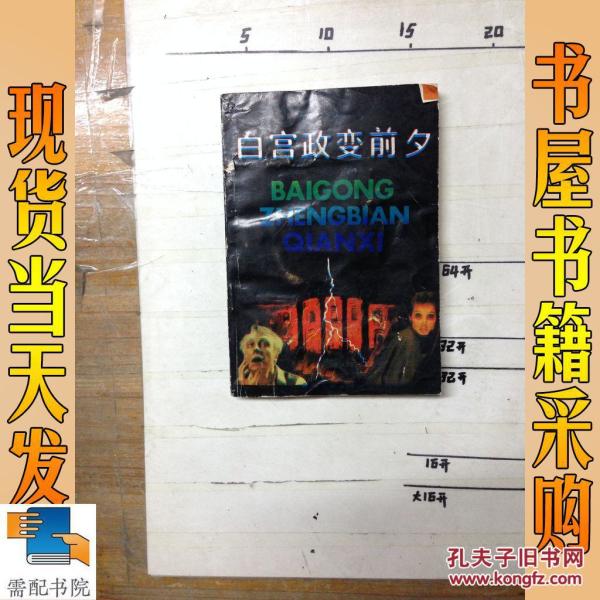 现货当天发
书屋书籍采购
5 10 15 20
白宫政变前夕
BAIGONG
ZHENGBIAN
QIANXI
64开
32开
32开
16开
大16开
需配书院
孔夫子旧书网
www.kongfz.com